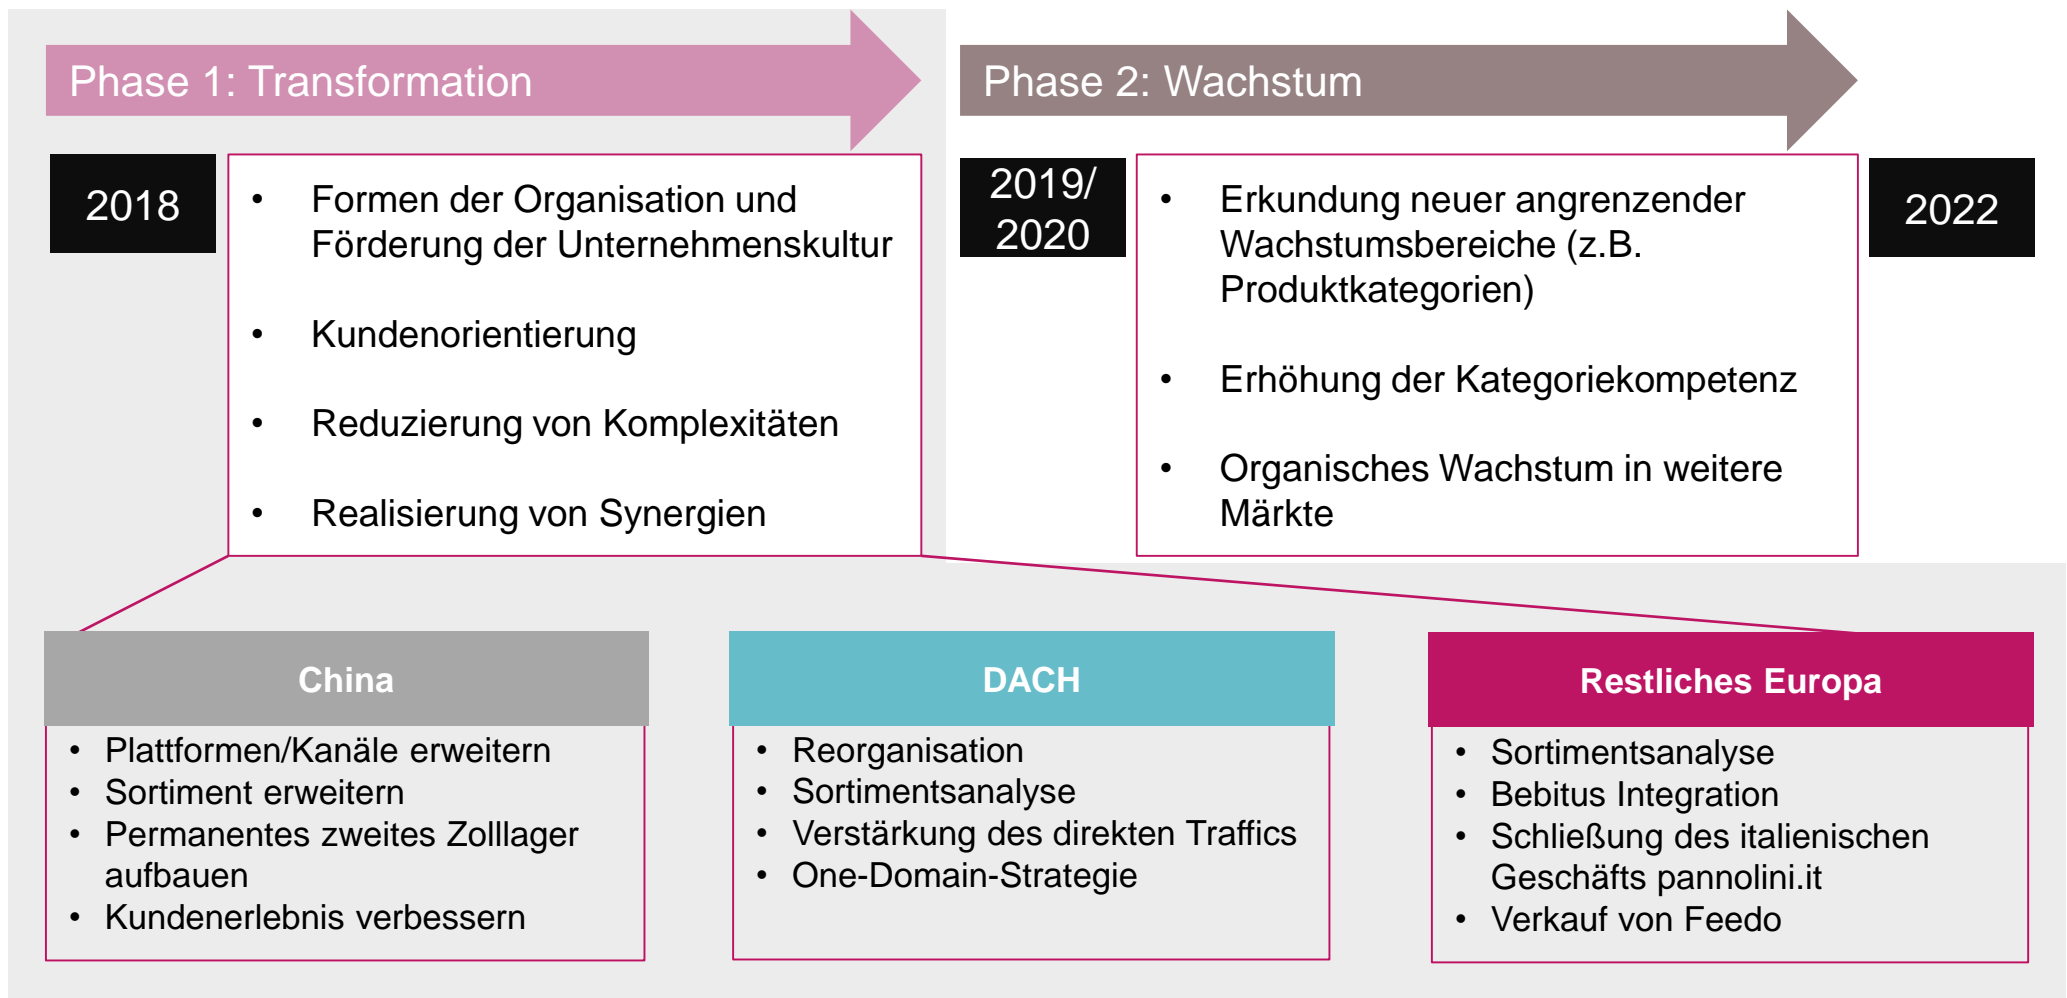 Phase 1: Transformation
Phase 2: Wachstum
2018
• Formen der Organisation und
Förderung der Unternehmenskultur
• Kundenorientierung
• Reduzierung von Komplexitäten
• Realisierung von Synergien
2019/
2020
• Erkundung neuer angrenzender
Wachstumsbereiche (z.B.
Produktkategorien)
• Erhöhung der Kategoriekompetenz
• Organisches Wachstum in weitere
Märkte
2022
China
• Plattformen/Kanäle erweitern
• Sortiment erweitern
• Permanentes zweites Zolllager
aufbauen
• Kundenerlebnis verbessern
DACH
• Reorganisation
• Sortimentsanalyse
• Verstärkung des direkten Traffics
• One-Domain-Strategie
Restliches Europa
• Sortimentsanalyse
• Bebitus Integration
• Schließung des italienischen
Geschäfts pannolini.it
• Verkauf von Feedo